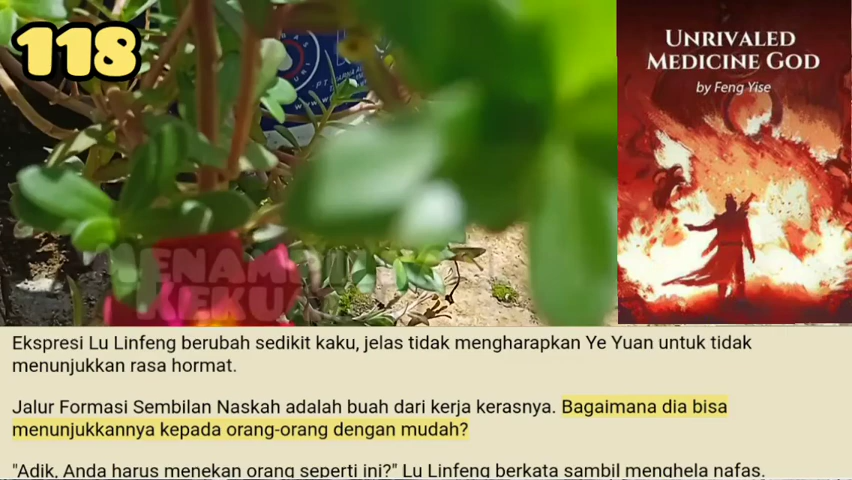 118
UNRIVALED
MEDICINE GOD
by Feng Yise
Ekspresi Lu Linfeng berubah sedikit kaku, jelas tidak mengharapkan Ye Yuan untuk tidak
menunjukkan rasa hormat.
Jalur Formasi Sembilan Naskah adalah buah dari kerja kerasnya. Bagaimana dia bisa
menunjukkannya kepada orang-orang dengan mudah?
"Adik, Anda harus menekan orang seperti ini?" Lu Linfeng berkata sambil menghela nafas.